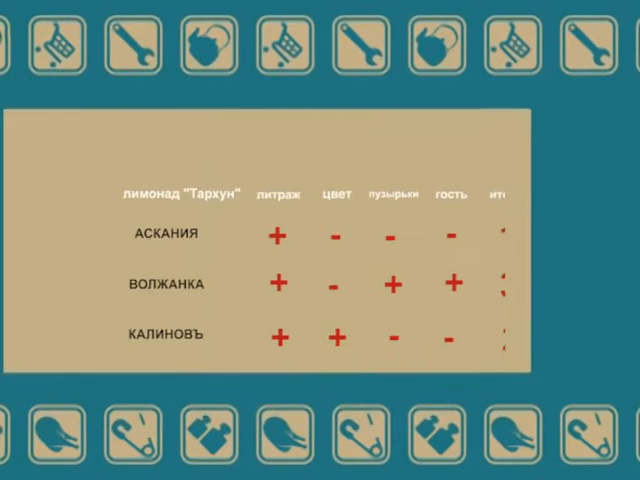 лимонад "Тархун" литраж цвет пузырьки гость
АСКАНИЯ + - - -
ВОЛЖАНКА + - + +
КАЛИНОВЪ + + - -